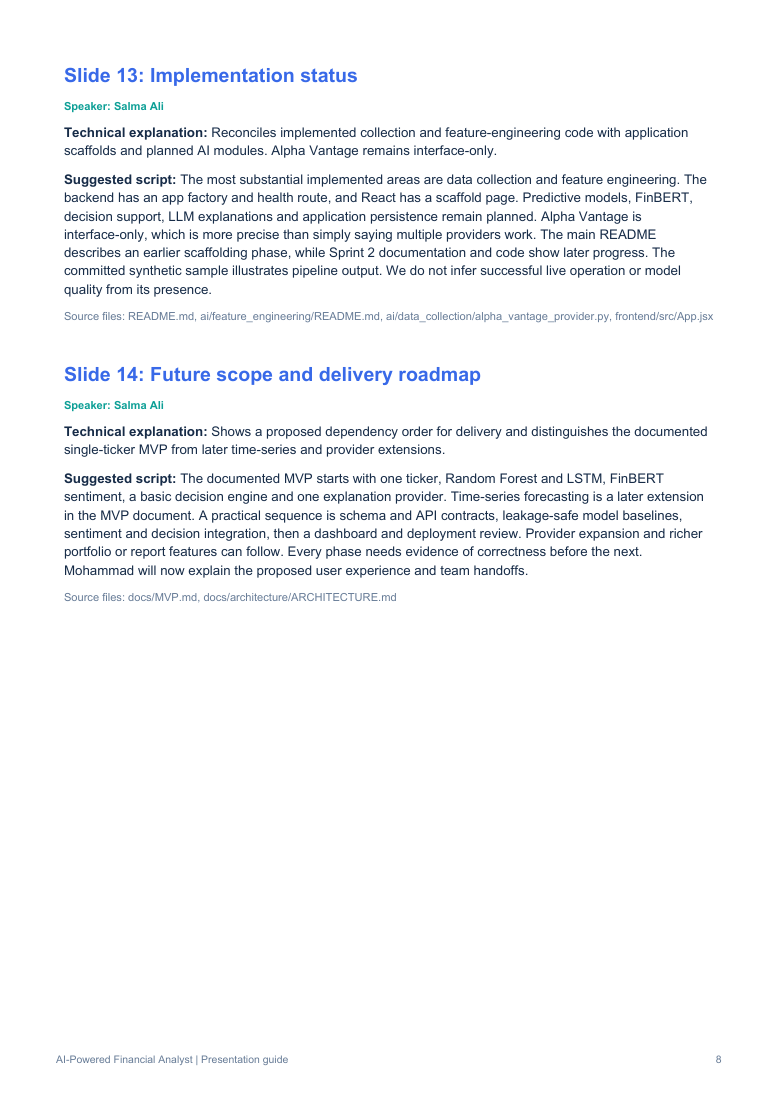 Slide 13: Implementation status
Speaker: Salma Ali
Technical explanation: Reconciles implemented collection and feature-engineering code with application
scaffolds and planned AI modules. Alpha Vantage remains interface-only.
Suggested script: The most substantial implemented areas are data collection and feature engineering. The
backend has an app factory and health route, and React has a scaffold page. Predictive models, FinBERT,
decision support, LLM explanations and application persistence remain planned. Alpha Vantage is
interface-only, which is more precise than simply saying multiple providers work. The main README
describes an earlier scaffolding phase, while Sprint 2 documentation and code show later progress. The
committed synthetic sample illustrates pipeline output. We do not infer successful live operation or model
quality from its presence.
Source files: README.md, ai/feature_engineering/README.md, ai/data_collection/alpha_vantage_provider.py, frontend/src/App.jsx
Slide 14: Future scope and delivery roadmap
Speaker: Salma Ali
Technical explanation: Shows a proposed dependency order for delivery and distinguishes the documented
single-ticker MVP from later time-series and provider extensions.
Suggested script: The documented MVP starts with one ticker, Random Forest and LSTM, FinBERT
sentiment, a basic decision engine and one explanation provider. Time-series forecasting is a later extension
in the MVP document. A practical sequence is schema and API contracts, leakage-safe model baselines,
sentiment and decision integration, then a dashboard and deployment review. Provider expansion and richer
portfolio or report features can follow. Every phase needs evidence of correctness before the next.
Mohammad will now explain the proposed user experience and team handoffs.
Source files: docs/MVP.md, docs/architecture/ARCHITECTURE.md
AI-Powered Financial Analyst | Presentation guide
8